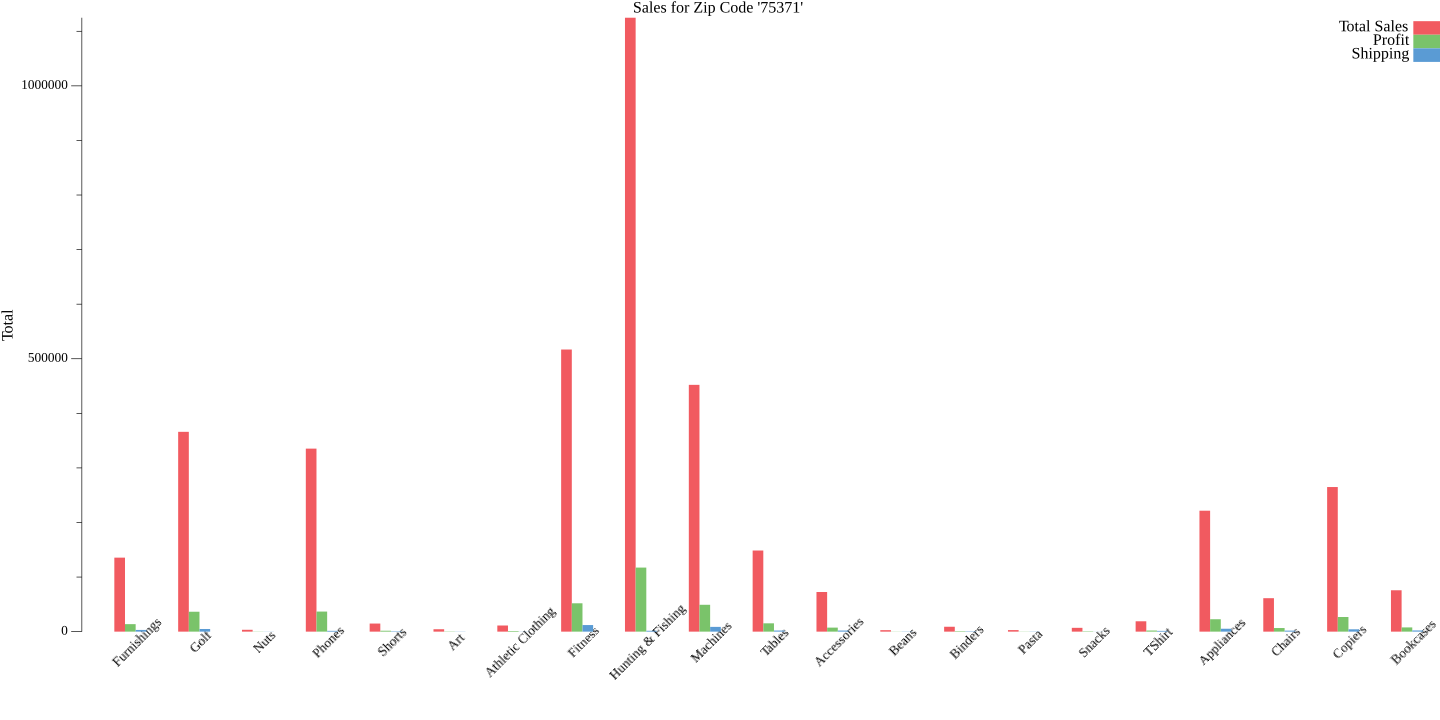 Sales for Zip Code '75371'
Total Sales
Profit
Shipping
Total
1000000
500000
0
Furnishings
Golf
Nuts
Phones
Shorts
Art
Athletic Clothing
Fitness
Hunting & Fishing
Machines
Tables
Accessories
Beans
Binders
Pasta
Snacks
TShirt
Appliances
Chairs
Copiers
Bookcases